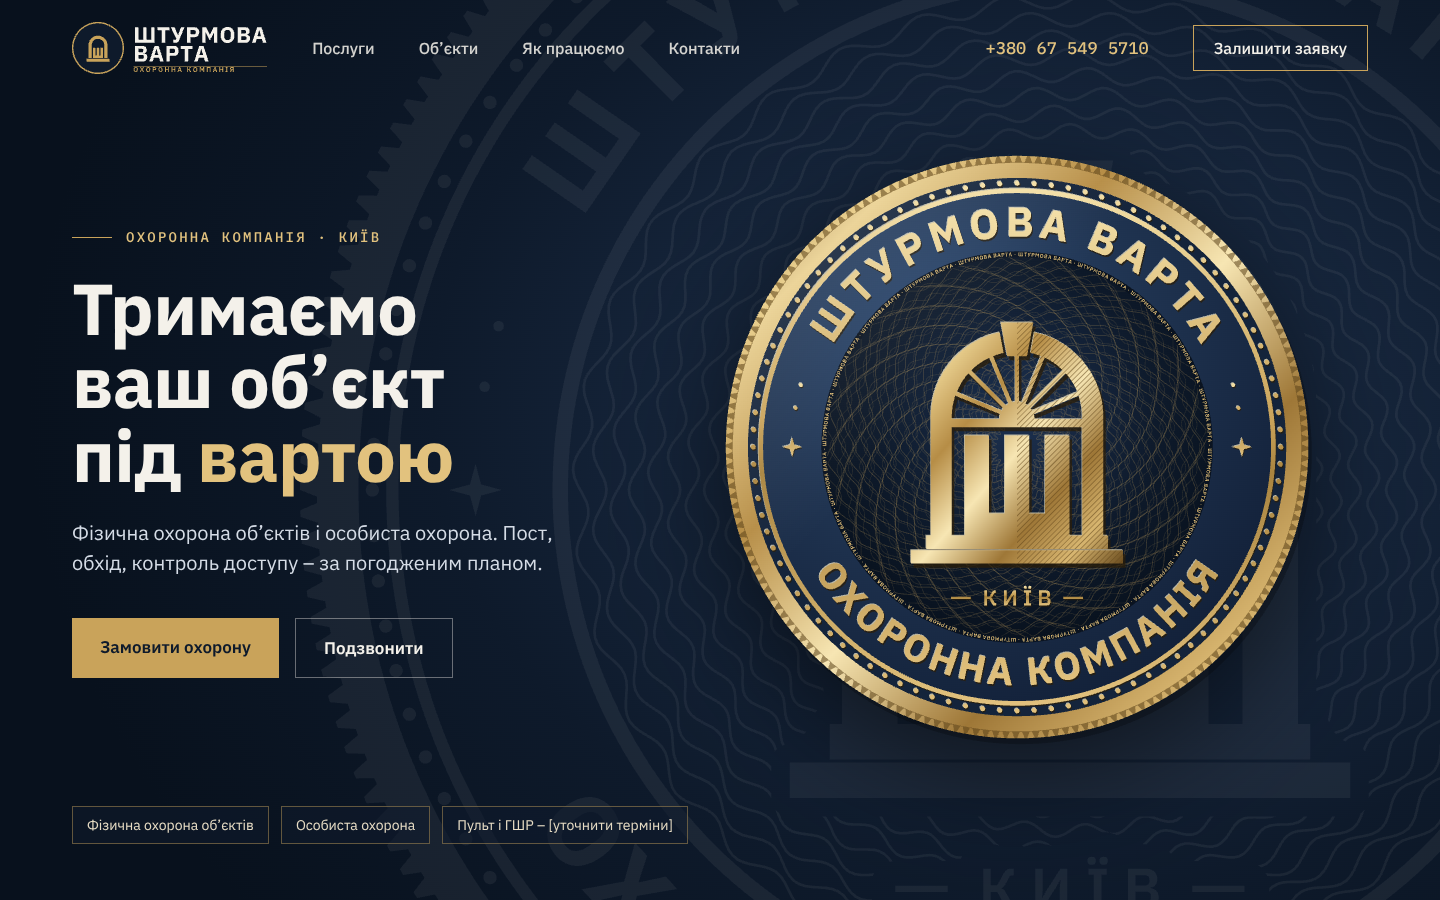 ШТУРМОВА
ВАРТА
ОХОРОННА КОМПАНІЯ
Послуги
Об’єкти
Як працюємо
Контакти
+380 67 549 5710
Залишити заявку
ОХОРОННА КОМПАНІЯ · КИЇВ
Тримаємо
ваш об’єкт
під вартою
Фізична охорона об’єктів і особиста охорона. Пост,
обхід, контроль доступу – за погодженим планом.
Замовити охорону
Подзвонити
Фізична охорона об’єктів
Особиста охорона
Пульт і ГШР – [уточнити терміни]
ШТУРМОВА ВАРТА
— КИЇВ —
ОХОРОННА КОМПАНІЯ
— КИЇВ —